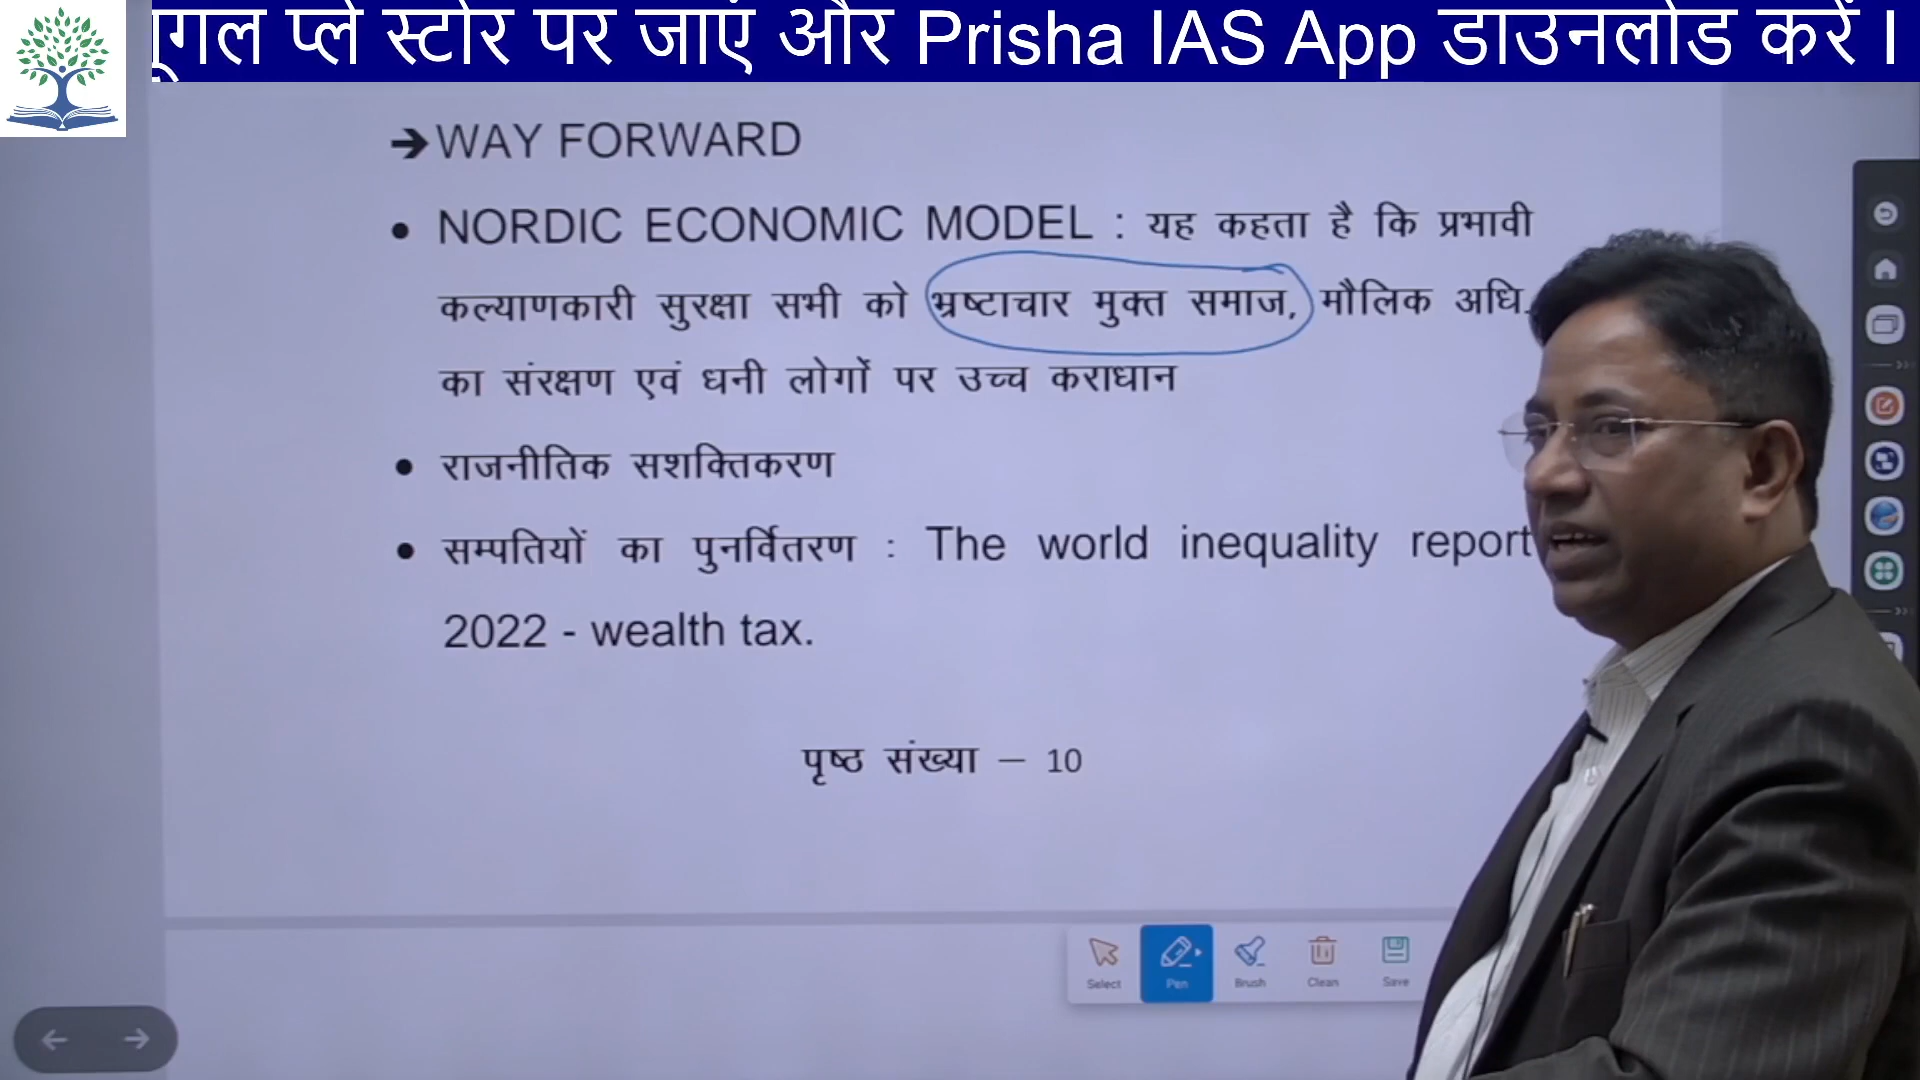 गल प्ले स्टोर पर जाएं और Prisha IAS App डाउनलोड करें ।
➔ WAY FORWARD
• NORDIC ECONOMIC MODEL : यह कहता है कि प्रभावी
कल्याणकारी सुरक्षा सभी को भ्रष्टाचार मुक्त समाज, मौलिक अधि.
का संरक्षण एवं धनी लोगों पर उच्च कराधान
• राजनीतिक सशक्तिकरण
• सम्पतियों का पुनर्वितरण : The world inequality report
2022 - wealth tax.
पृष्ठ संख्या – 10
Select Pen Brush Clean Save